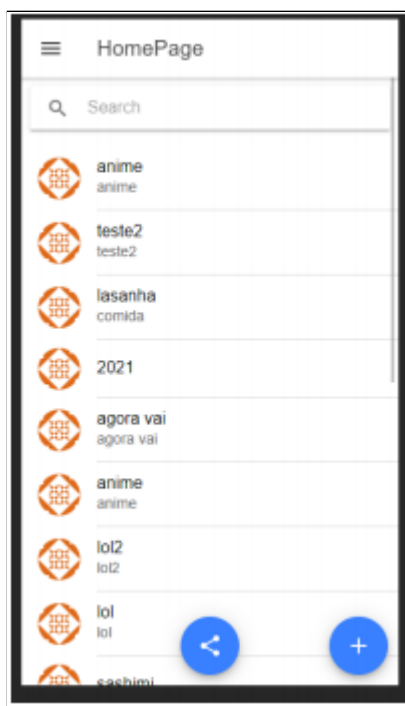 HomePage
Search
anime
anime
teste2
teste2
lasanha
comida
2021
agora vai
agora vai
anime
anime
lol2
lol2
lol
lol
sashimi